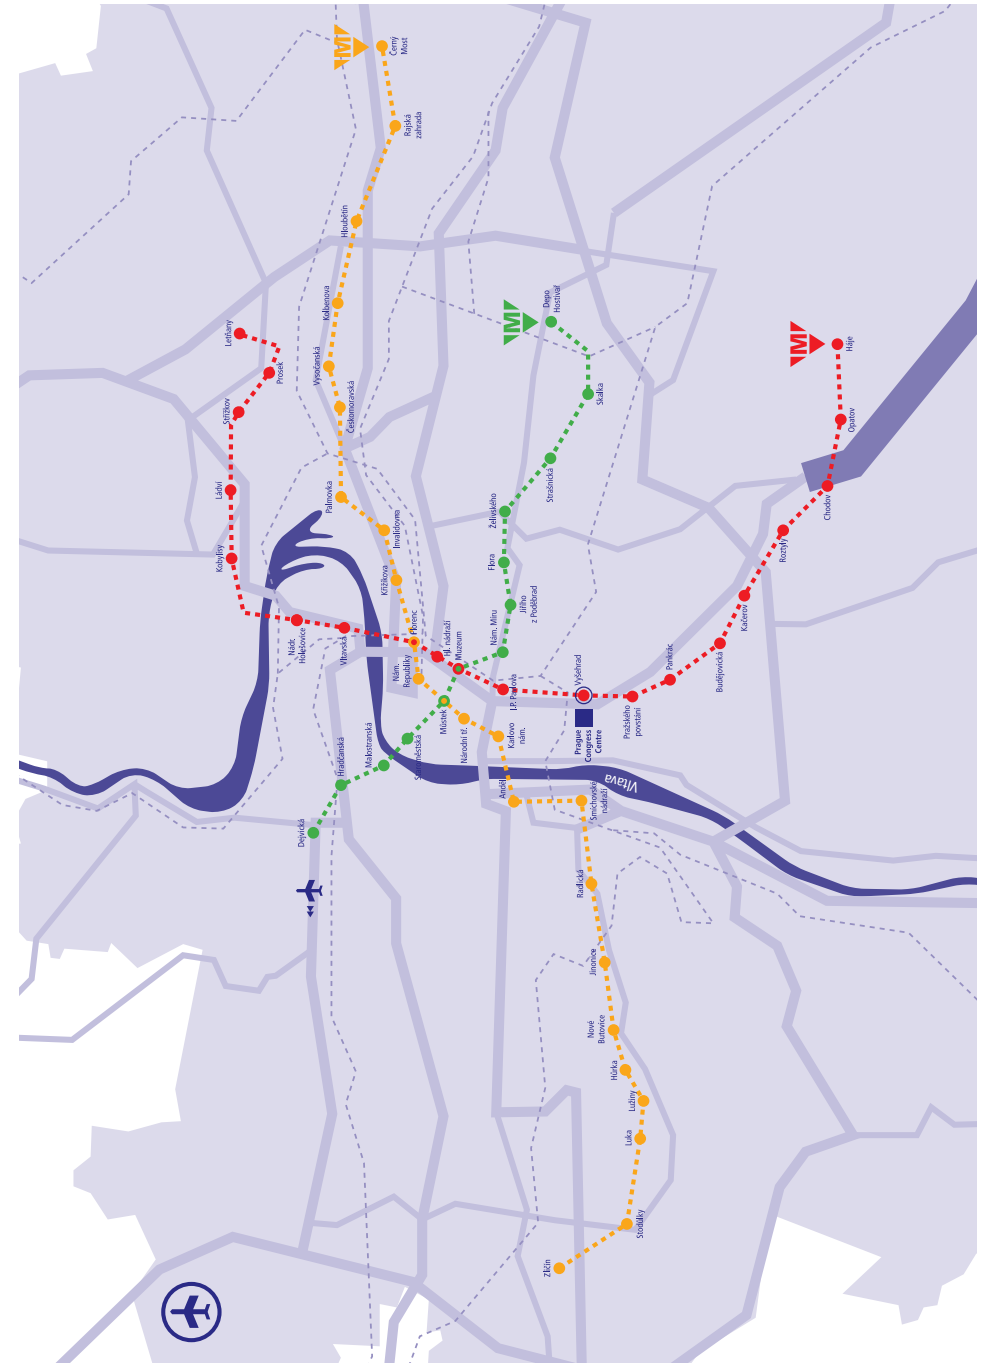 M
Černý
Most
Rajská
zahrada
Hloubětín
Kolbenova
Vysočanská
Českomoravská
Palmovka
Invalidovna
Křižíkova
Florenc
Nám.
Republiky
Můstek
Národní tř.
Karlovo
nám.
Anděl
Smíchovské
nádraží
Radlická
Jinonice
Nové
Butovice
Hůrka
Lužiny
Luka
Stodůlky
Zličín
Letňany
Prosek
Střížkov
Ládví
Kobylisy
Nádr.
Holešovice
Vltavská
Hl. nádraží
Muzeum
I.P. Pavlova
Vyšehrad
Prague
Congress
Centre
Pražského
povstání
Pankrác
Budějovická
Kačerov
Roztyly
Chodov
Opatov
Háje
M
M
Depo
Hostivař
Skalka
Strašnická
Želivského
Flora
Jiřího
z Poděbrad
Nám. Míru
Staroměstská
Malostranská
Hradčanská
Dejvická
Vltava